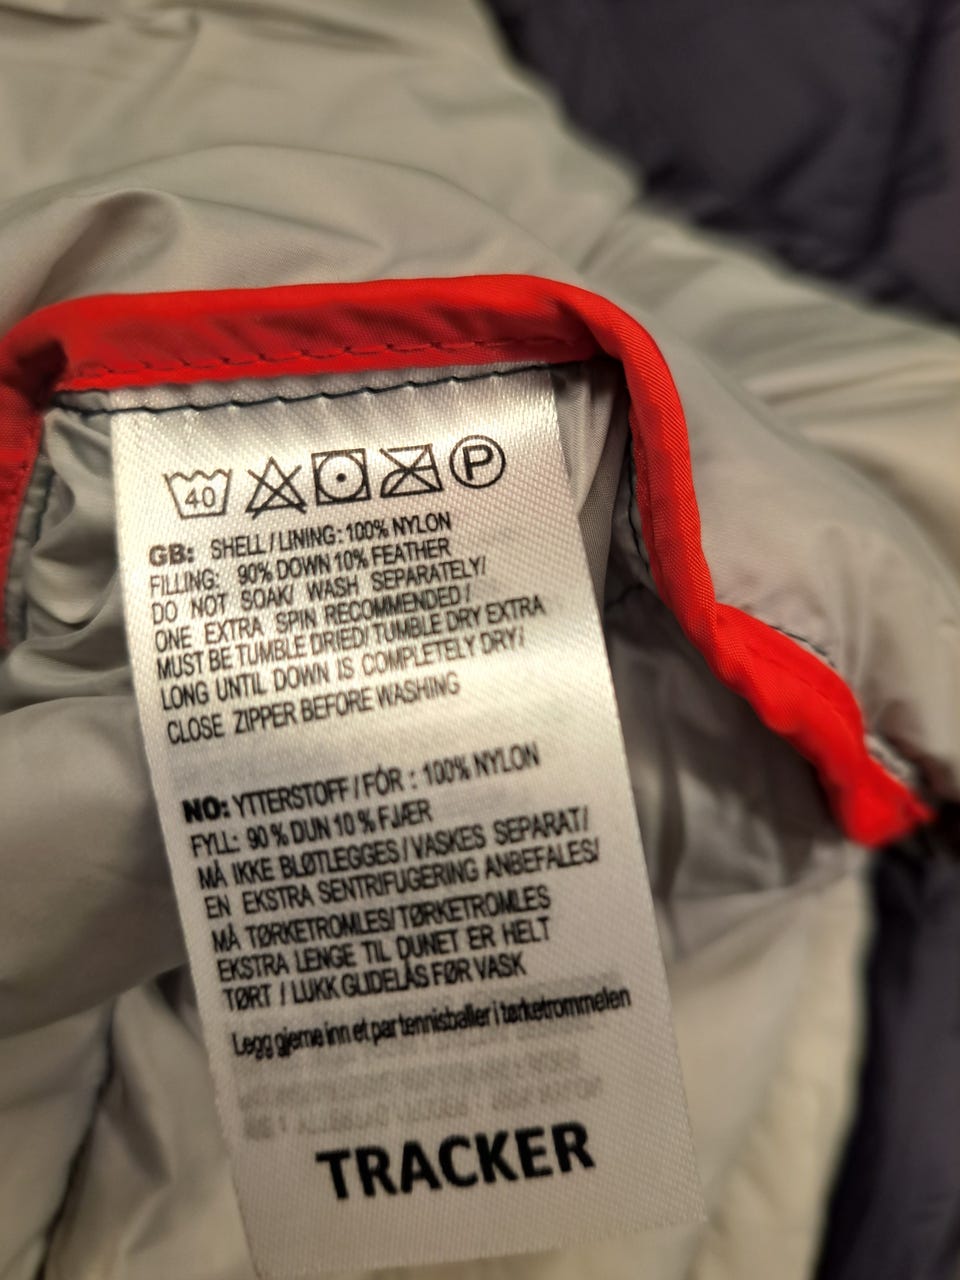 40 P
GB: SHELL / LINING: 100% NYLON
FILLING: 90% DOWN 10% FEATHER
DO NOT SOAK/ WASH SEPARATELY/
ONE EXTRA SPIN RECOMMENDED /
MUST BE TUMBLE DRIED/ TUMBLE DRY EXTRA
LONG UNTIL DOWN IS COMPLETELY DRY/
CLOSE ZIPPER BEFORE WASHING
NO: YTTERSTOFF / FÓR : 100% NYLON
FYLL: 90 % DUN 10 % FJÆR
MÅ IKKE BLØTLEGGES / VASKES SEPARAT/
EN EKSTRA SENTRIFUGERING ANBEFALES/
MÅ TØRKETROMLES/ TØRKETROMLES
EKSTRA LENGE TIL DUNET ER HELT
TØRT / LUKK GLIDELÅS FØR VASK
Legg gjerne inn et par tennisballer i tørketrommelen
TRACKER